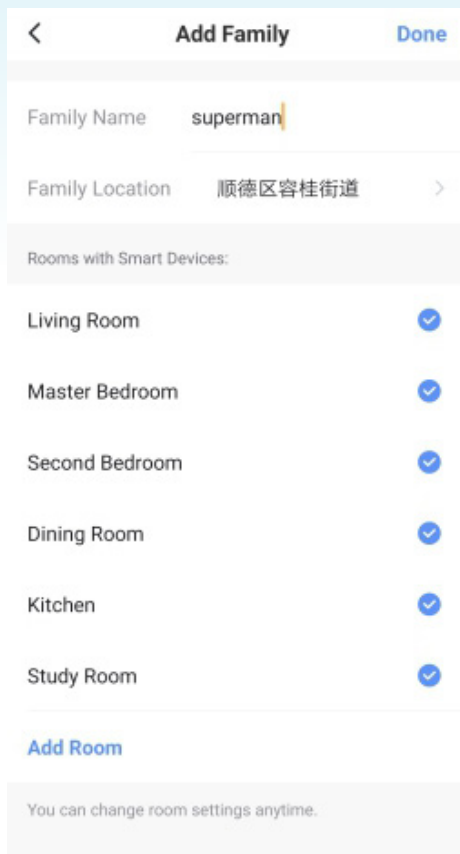 Add Family Done
Family Name superman
Family Location 顺德区容桂街道
Rooms with Smart Devices:
Living Room
Master Bedroom
Second Bedroom
Dining Room
Kitchen
Study Room
Add Room
You can change room settings anytime.